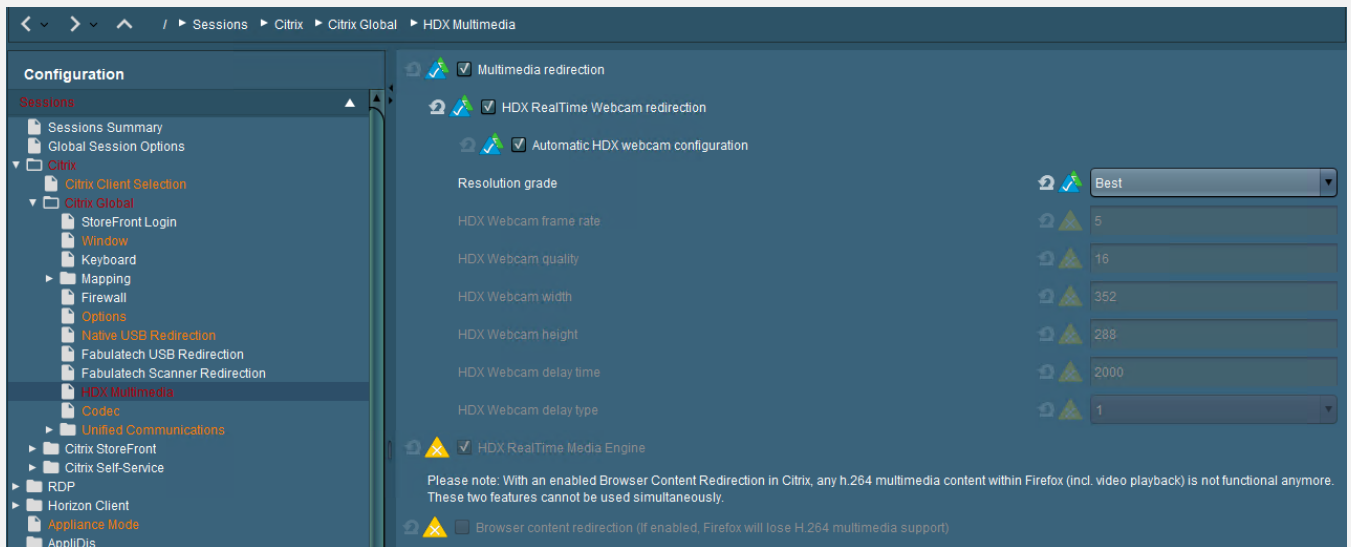 / Sessions Citrix Citrix Global HDX Multimedia
Configuration
Sessions
Sessions Summary
Global Session Options
Citrix
Citrix Client Selection
Citrix Global
StoreFront Login
Window
Keyboard
Mapping
Firewall
Options
Native USB Redirection
Fabulatech USB Redirection
Fabulatech Scanner Redirection
HDX Multimedia
Codec
Unified Communications
Citrix StoreFront
Citrix Self-Service
RDP
Horizon Client
Appliance Mode
AppliDis
Multimedia redirection
HDX RealTime Webcam redirection
Automatic HDX webcam configuration
Resolution grade Best
HDX Webcam frame rate 5
HDX Webcam quality 16
HDX Webcam width 352
HDX Webcam height 288
HDX Webcam delay time 2000
HDX Webcam delay type 1
HDX RealTime Media Engine
Please note: With an enabled Browser Content Redirection in Citrix, any h.264 multimedia content within Firefox (incl. video playback) is not functional anymore.
These two features cannot be used simultaneously.
Browser content redirection (If enabled, Firefox will lose H.264 multimedia support)